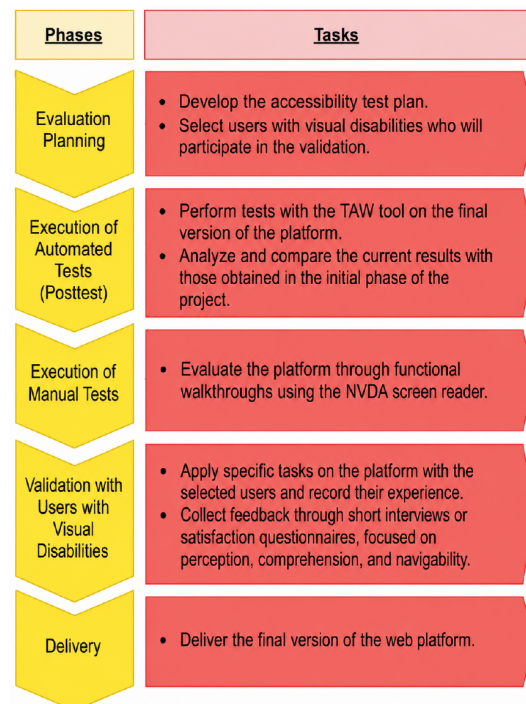 Phases
Tasks
Evaluation
Planning
• Develop the accessibility test plan.
• Select users with visual disabilities who will
participate in the validation.
Execution of
Automated
Tests
(Posttest)
• Perform tests with the TAW tool on the final
version of the platform.
• Analyze and compare the current results with
those obtained in the initial phase of the
project.
Execution of
Manual Tests
• Evaluate the platform through functional
walkthroughs using the NVDA screen reader.
Validation with
Users with
Visual
Disabilities
• Apply specific tasks on the platform with the
selected users and record their experience.
• Collect feedback through short interviews or
satisfaction questionnaires, focused on
perception, comprehension, and navigability.
Delivery
• Deliver the final version of the web platform.